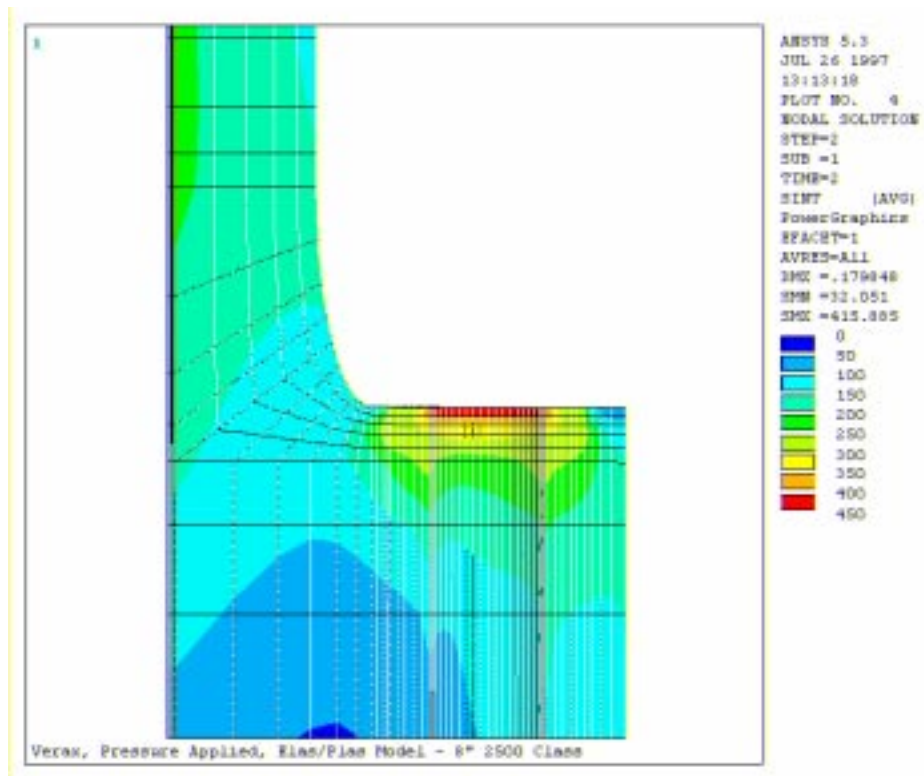 1
ANSYS 5.3
JUL 26 1997
13:13:18
PLOT NO. 4
NODAL SOLUTION
STEP=2
SUB =1
TIME=2
SINT (AVG)
PowerGraphics
EFACET=1
AVRES=All
DMX =.179848
SMN =32.051
SMX =415.885
0
50
100
150
200
250
300
350
400
450
Verax, Pressure Applied, Elas/Plas Model - 8" 2500 Class